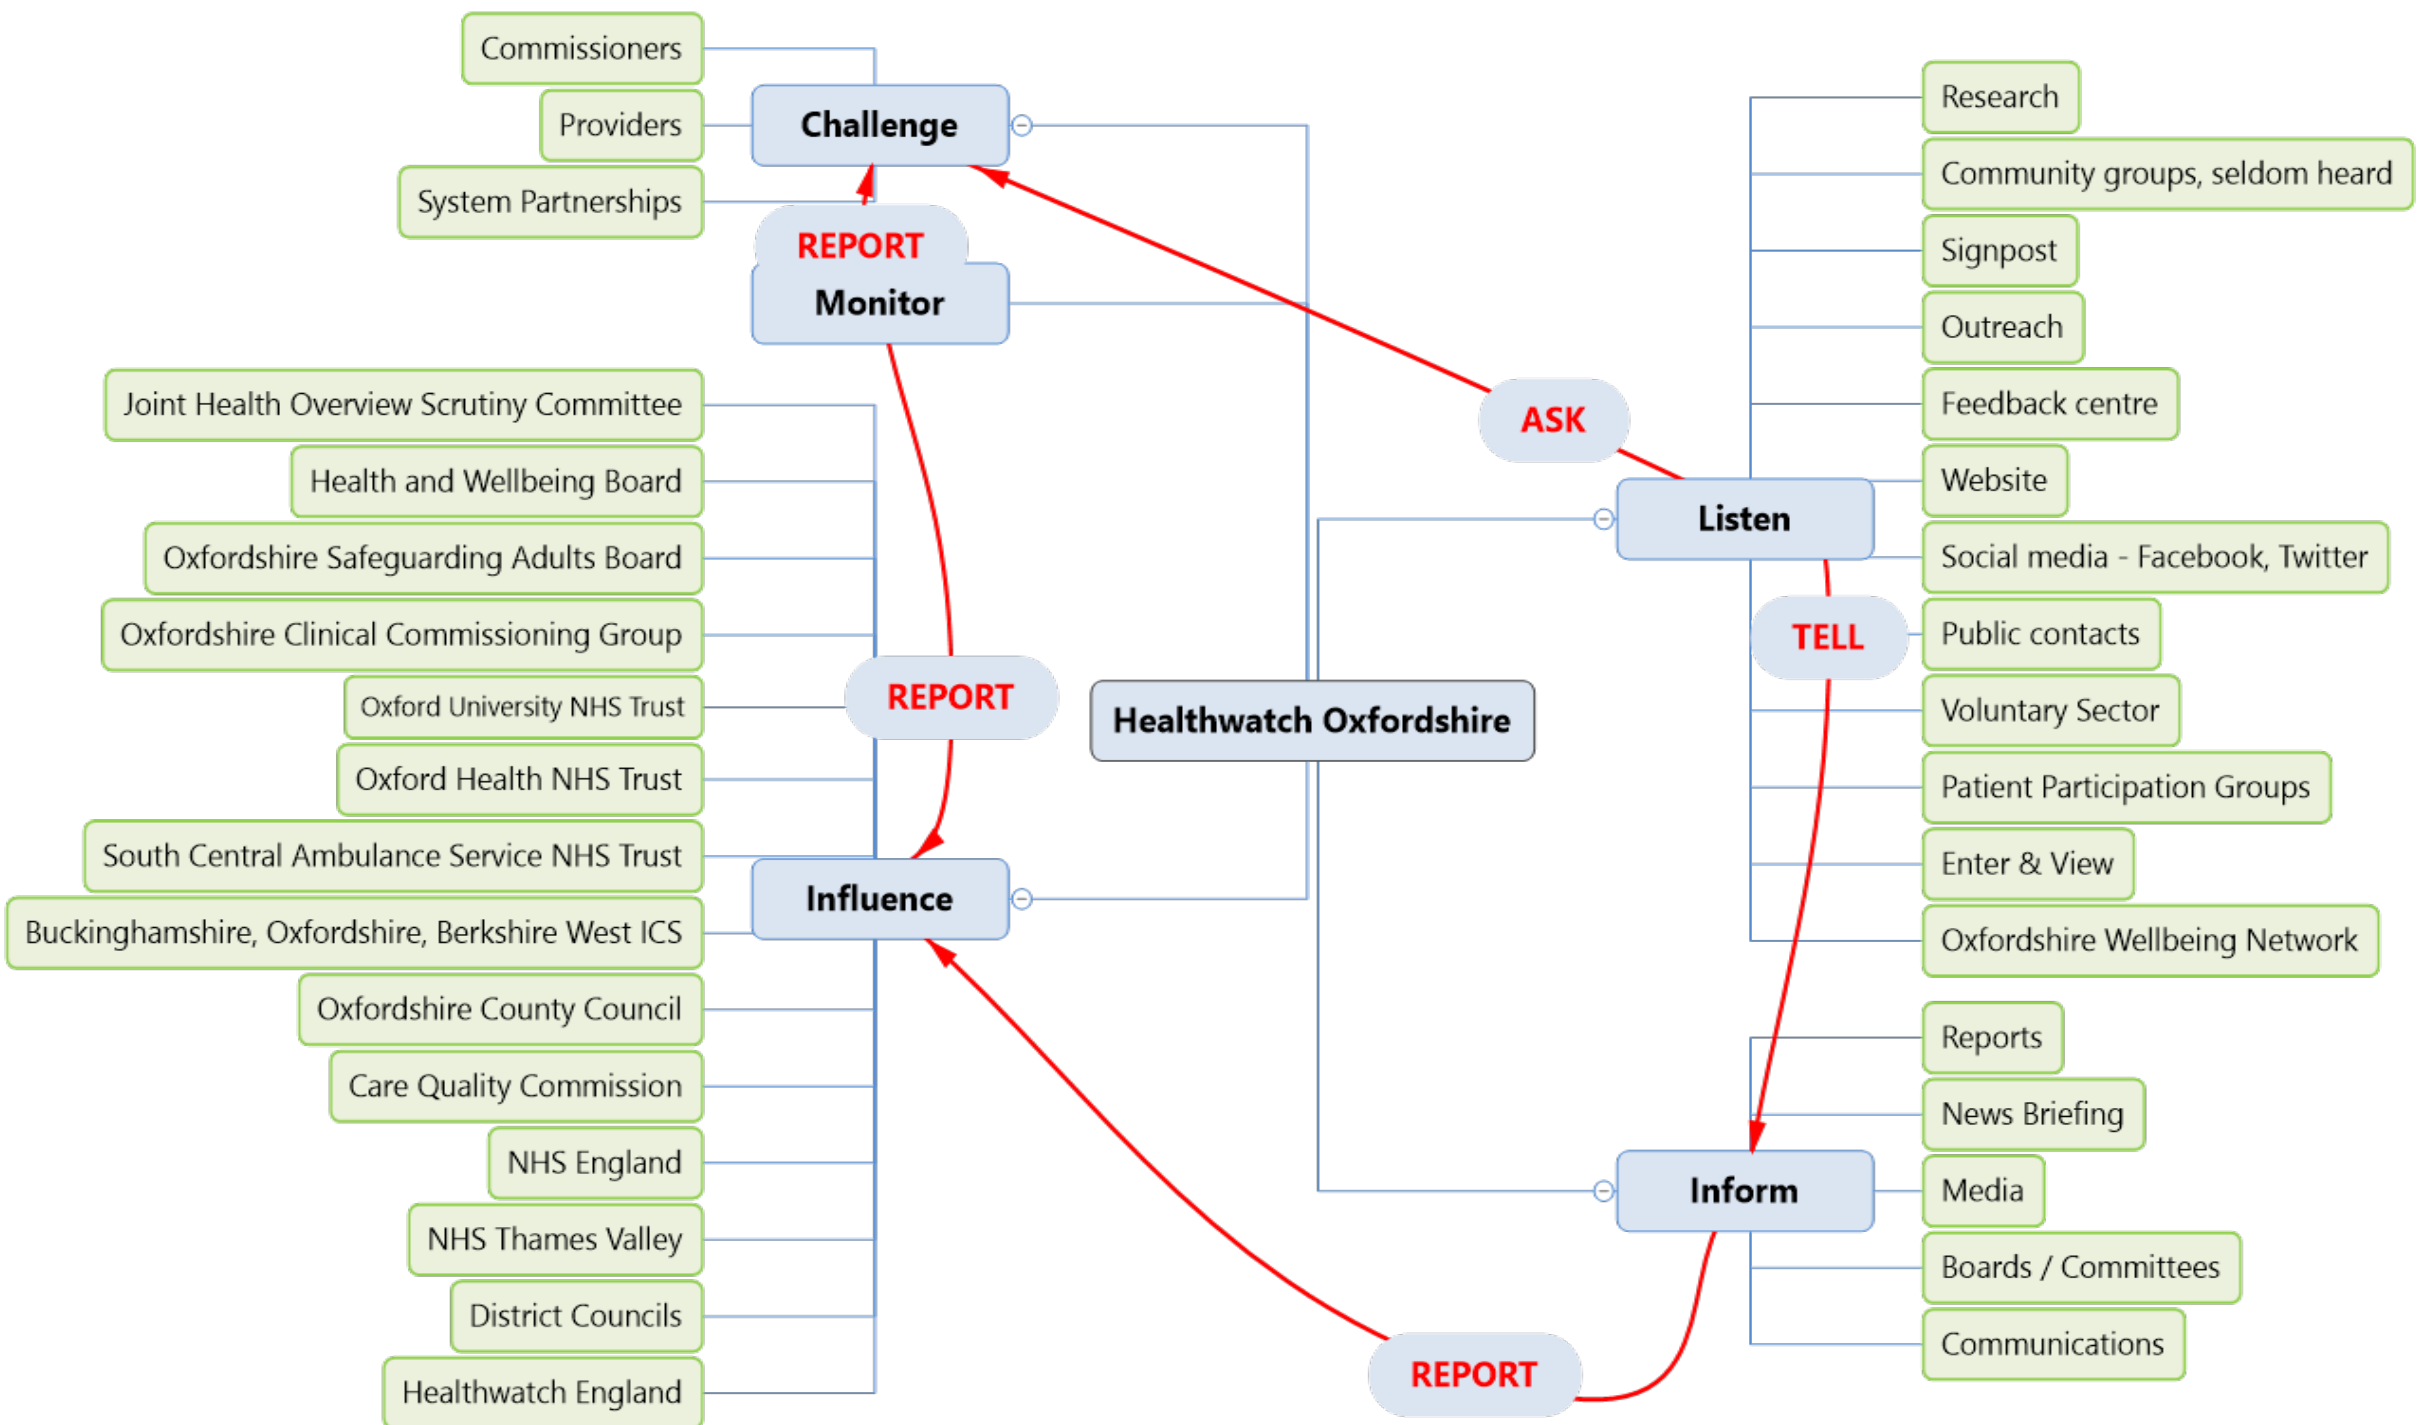 Commissioners
Providers
System Partnerships
Challenge
REPORT
Monitor
Joint Health Overview Scrutiny Committee
Health and Wellbeing Board
Oxfordshire Safeguarding Adults Board
Oxfordshire Clinical Commissioning Group
Oxford University NHS Trust
Oxford Health NHS Trust
South Central Ambulance Service NHS Trust
Buckinghamshire, Oxfordshire, Berkshire West ICS
Oxfordshire County Council
Care Quality Commission
NHS England
NHS Thames Valley
District Councils
Healthwatch England
REPORT
Influence
Healthwatch Oxfordshire
ASK
Listen
TELL
Research
Community groups, seldom heard
Signpost
Outreach
Feedback centre
Website
Social media - Facebook, Twitter
Public contacts
Voluntary Sector
Patient Participation Groups
Enter & View
Oxfordshire Wellbeing Network
Inform
Reports
News Briefing
Media
Boards / Committees
Communications
REPORT